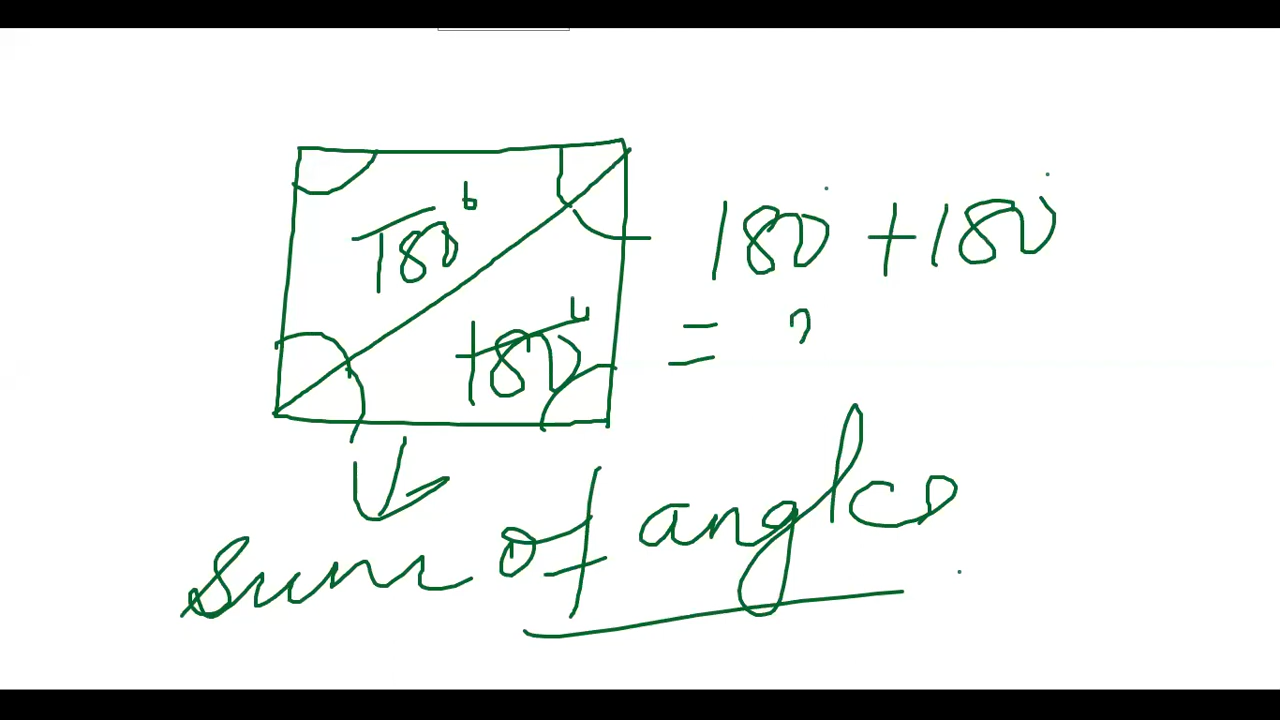 180°
180°
180 + 180
= ?
sum of angles